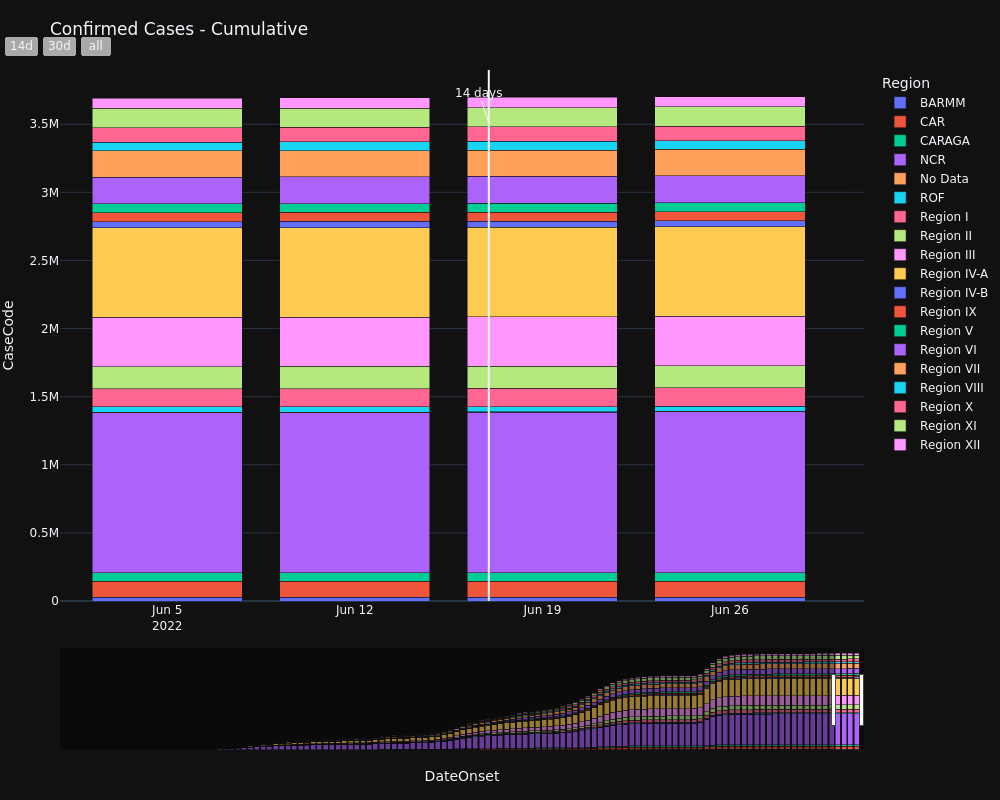 Confirmed Cases - Cumulative
14d 30d all
14 days
Region
BARMM
CAR
CARAGA
NCR
No Data
ROF
Region I
Region II
Region III
Region IV-A
Region IV-B
Region IX
Region V
Region VI
Region VII
Region VIII
Region X
Region XI
Region XII
CaseCode
3.5M
3M
2.5M
2M
1.5M
1M
0.5M
0
Jun 5 Jun 12 Jun 19 Jun 26
2022
DateOnset